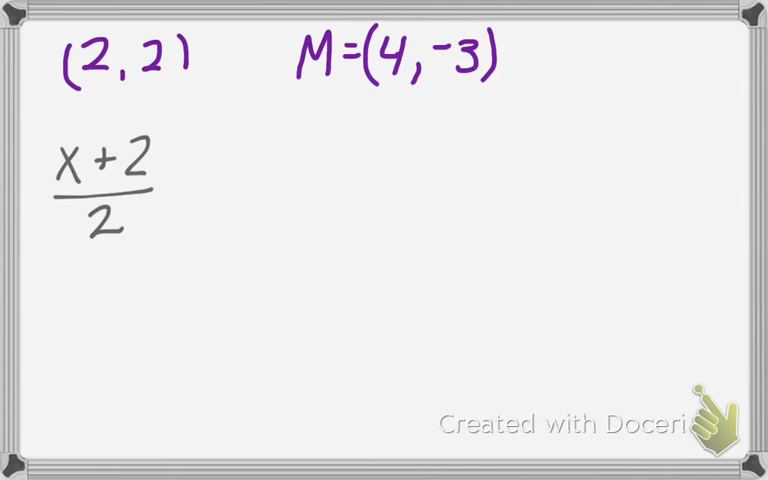 (2, 2) M=(4, -3)
x+2
2
Created with Doceri